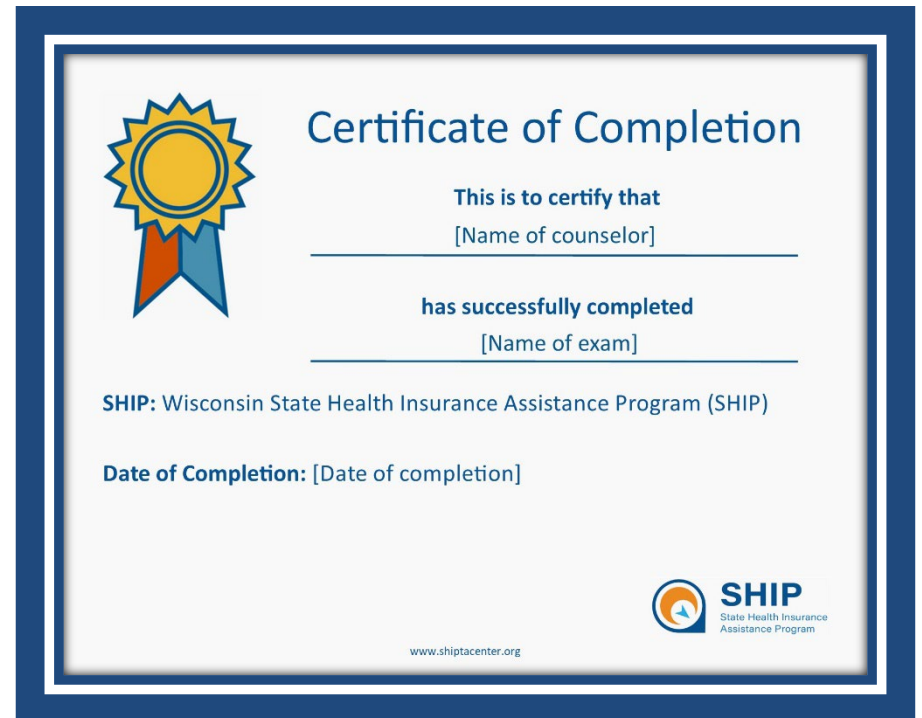 Certificate of Completion
This is to certify that
[Name of counselor]
has successfully completed
[Name of exam]
SHIP: Wisconsin State Health Insurance Assistance Program (SHIP)
Date of Completion: [Date of completion]
SHIP
State Health Insurance
Assistance Program
www.shiptacenter.org